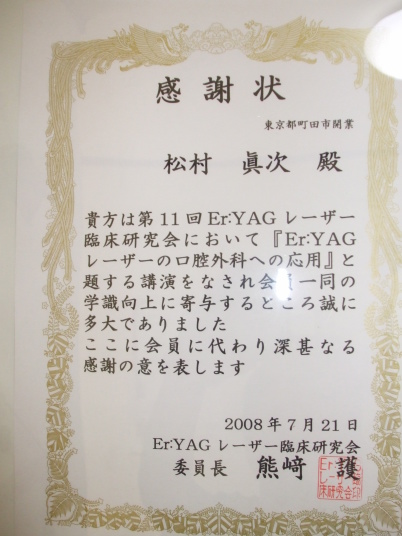 感謝状
東京都町田市開業
松村 眞次 殿
貴方は第11回Er:YAGレーザー
臨床研究会において『Er:YAG
レーザーの口腔外科への応用』と
題する講演をなされ会員一同の
学識向上に寄与するところ誠に
多大でありました
ここに会員に代わり深甚なる
感謝の意を表します
2008年7月21日
Er:YAGレーザー臨床研究会
委員長 熊﨑 護